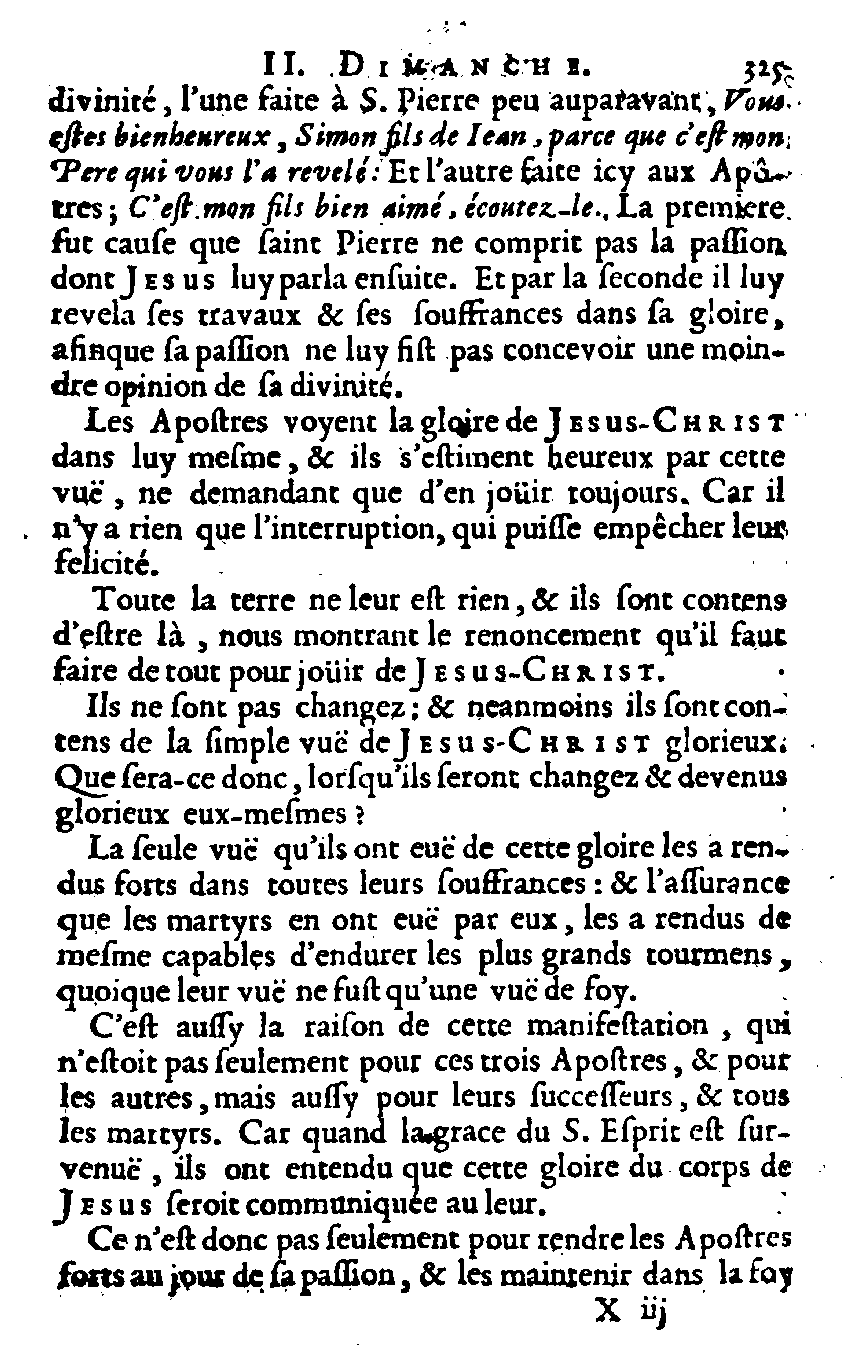 II. DIMANCHE. 325
divinité, l'une faite à S. Pierre peu auparavant, Vous
eſtes bienheureux, Simon fils de Iean, parce que c'eſt mon
Pere qui vous l'a revelé: Et l'autre faite icy aux Apô-
tres; C'eſt mon fils bien aimé, écoutez-le. La premiere
fut cauſe que ſaint Pierre ne comprit pas la paſſion
dont JESUS luy parla enſuite. Et par la ſeconde il luy
revela ſes travaux & ſes ſouffrances dans ſa gloire,
afinque ſa paſſion ne luy fiſt pas concevoir une moin-
dre opinion de ſa divinité.
Les Apoſtres voyent la gloire de JESUS-CHRIST
dans luy meſme, & ils s'eſtiment heureux par cette
vuë, ne demandant que d'en joüir toujours. Car il
n'y a rien que l'interruption, qui puiſſe empêcher leur
felicité.
Toute la terre ne leur eſt rien, & ils ſont contens
d'eſtre là, nous montrant le renoncement qu'il faut
faire de tout pour joüir de JESUS-CHRIST.
Ils ne ſont pas changez; & neanmoins ils ſont con-
tens de la ſimple vuë de JESUS-CHRIST glorieux.
Que ſera-ce donc, lorſqu'ils ſeront changez & devenus
glorieux eux-meſmes?
La ſeule vuë qu'ils ont euë de cette gloire les a ren-
dus forts dans toutes leurs ſouffrances: & l'aſſurance
que les martyrs en ont euë par eux, les a rendus de
meſme capables d'endurer les plus grands tourmens,
quoique leur vuë ne fuſt qu'une vuë de foy.
C'eſt auſſy la raiſon de cette manifeſtation, qui
n'eſtoit pas ſeulement pour ces trois Apoſtres, & pour
les autres, mais auſſy pour leurs ſucceſſeurs, & tous
les martyrs. Car quand la grace du S. Eſprit eſt ſur-
venuë, ils ont entendu que cette gloire du corps de
JESUS ſeroit communiquée au leur.
Ce n'eſt donc pas ſeulement pour rendre les Apoſtres
forts au jour de ſa paſſion, & les maintenir dans la foy
X iij